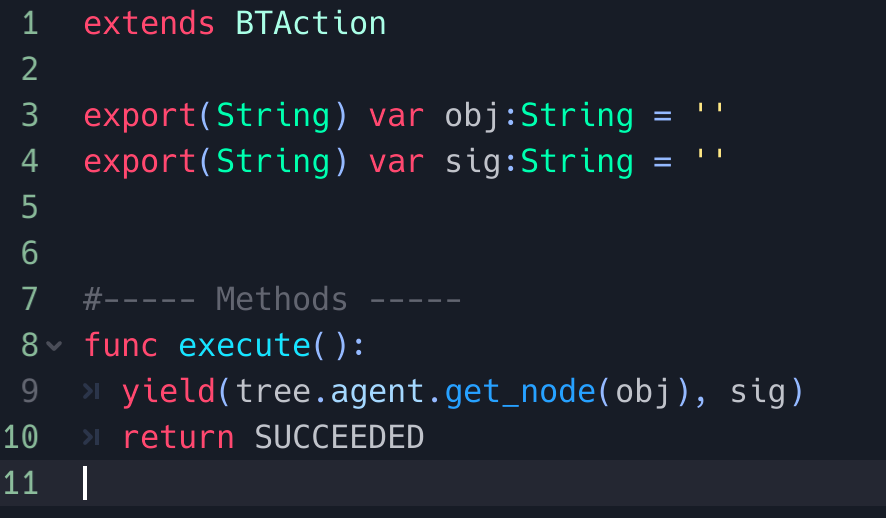 1 extends BTAction
2
3 export(String) var obj:String = ''
4 export(String) var sig:String = ''
5
6
7 #----- Methods -----
8 func execute():
9 yield(tree.agent.get_node(obj), sig)
10 return SUCCEEDED
11